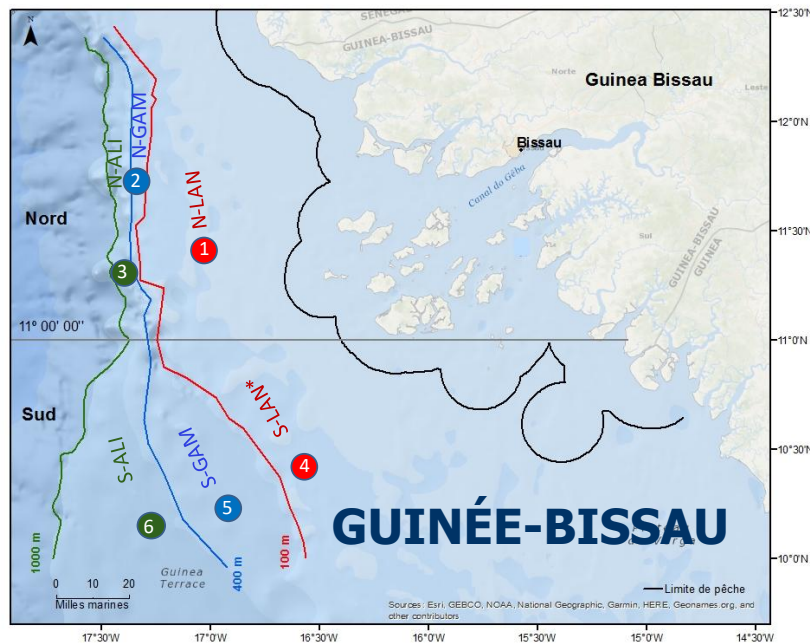 12°30'N
SENEGAL
GUINEA-BISSAU
N
Norte
Leste
Guinea Bissau
12°0'N
Bissau
Canal do Gêba
N-ALI
N-GAM
2
N-LAN
Nord
1
11°30'N
Sul
GUINEA-BISSAU
GUINEA
3
11º 00' 00''
11°0'N
S-LAN*
Sud
S-ALI
S-GAM
10°30'N
4
5
6
GUINÉE-BISSAU
1000 m
400 m
100 m
10°0'N
Guinea
Terrace
0 10 20
Milles marines
Limite de pêche
Sources: Esri, GEBCO, NOAA, National Geographic, Garmin, HERE, Geonames.org, and
other contributors
17°30'
17°0'
16°30'
16°0'
15°30'
15°0'
14°30'